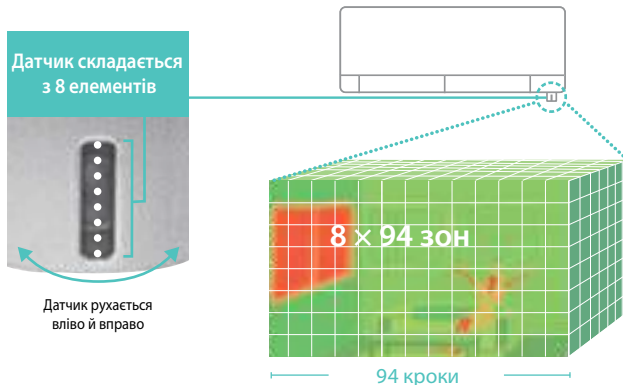 Датчик складається
з 8 елементів
8 × 94 зон
Датчик рухається
вліво й вправо
94 кроки